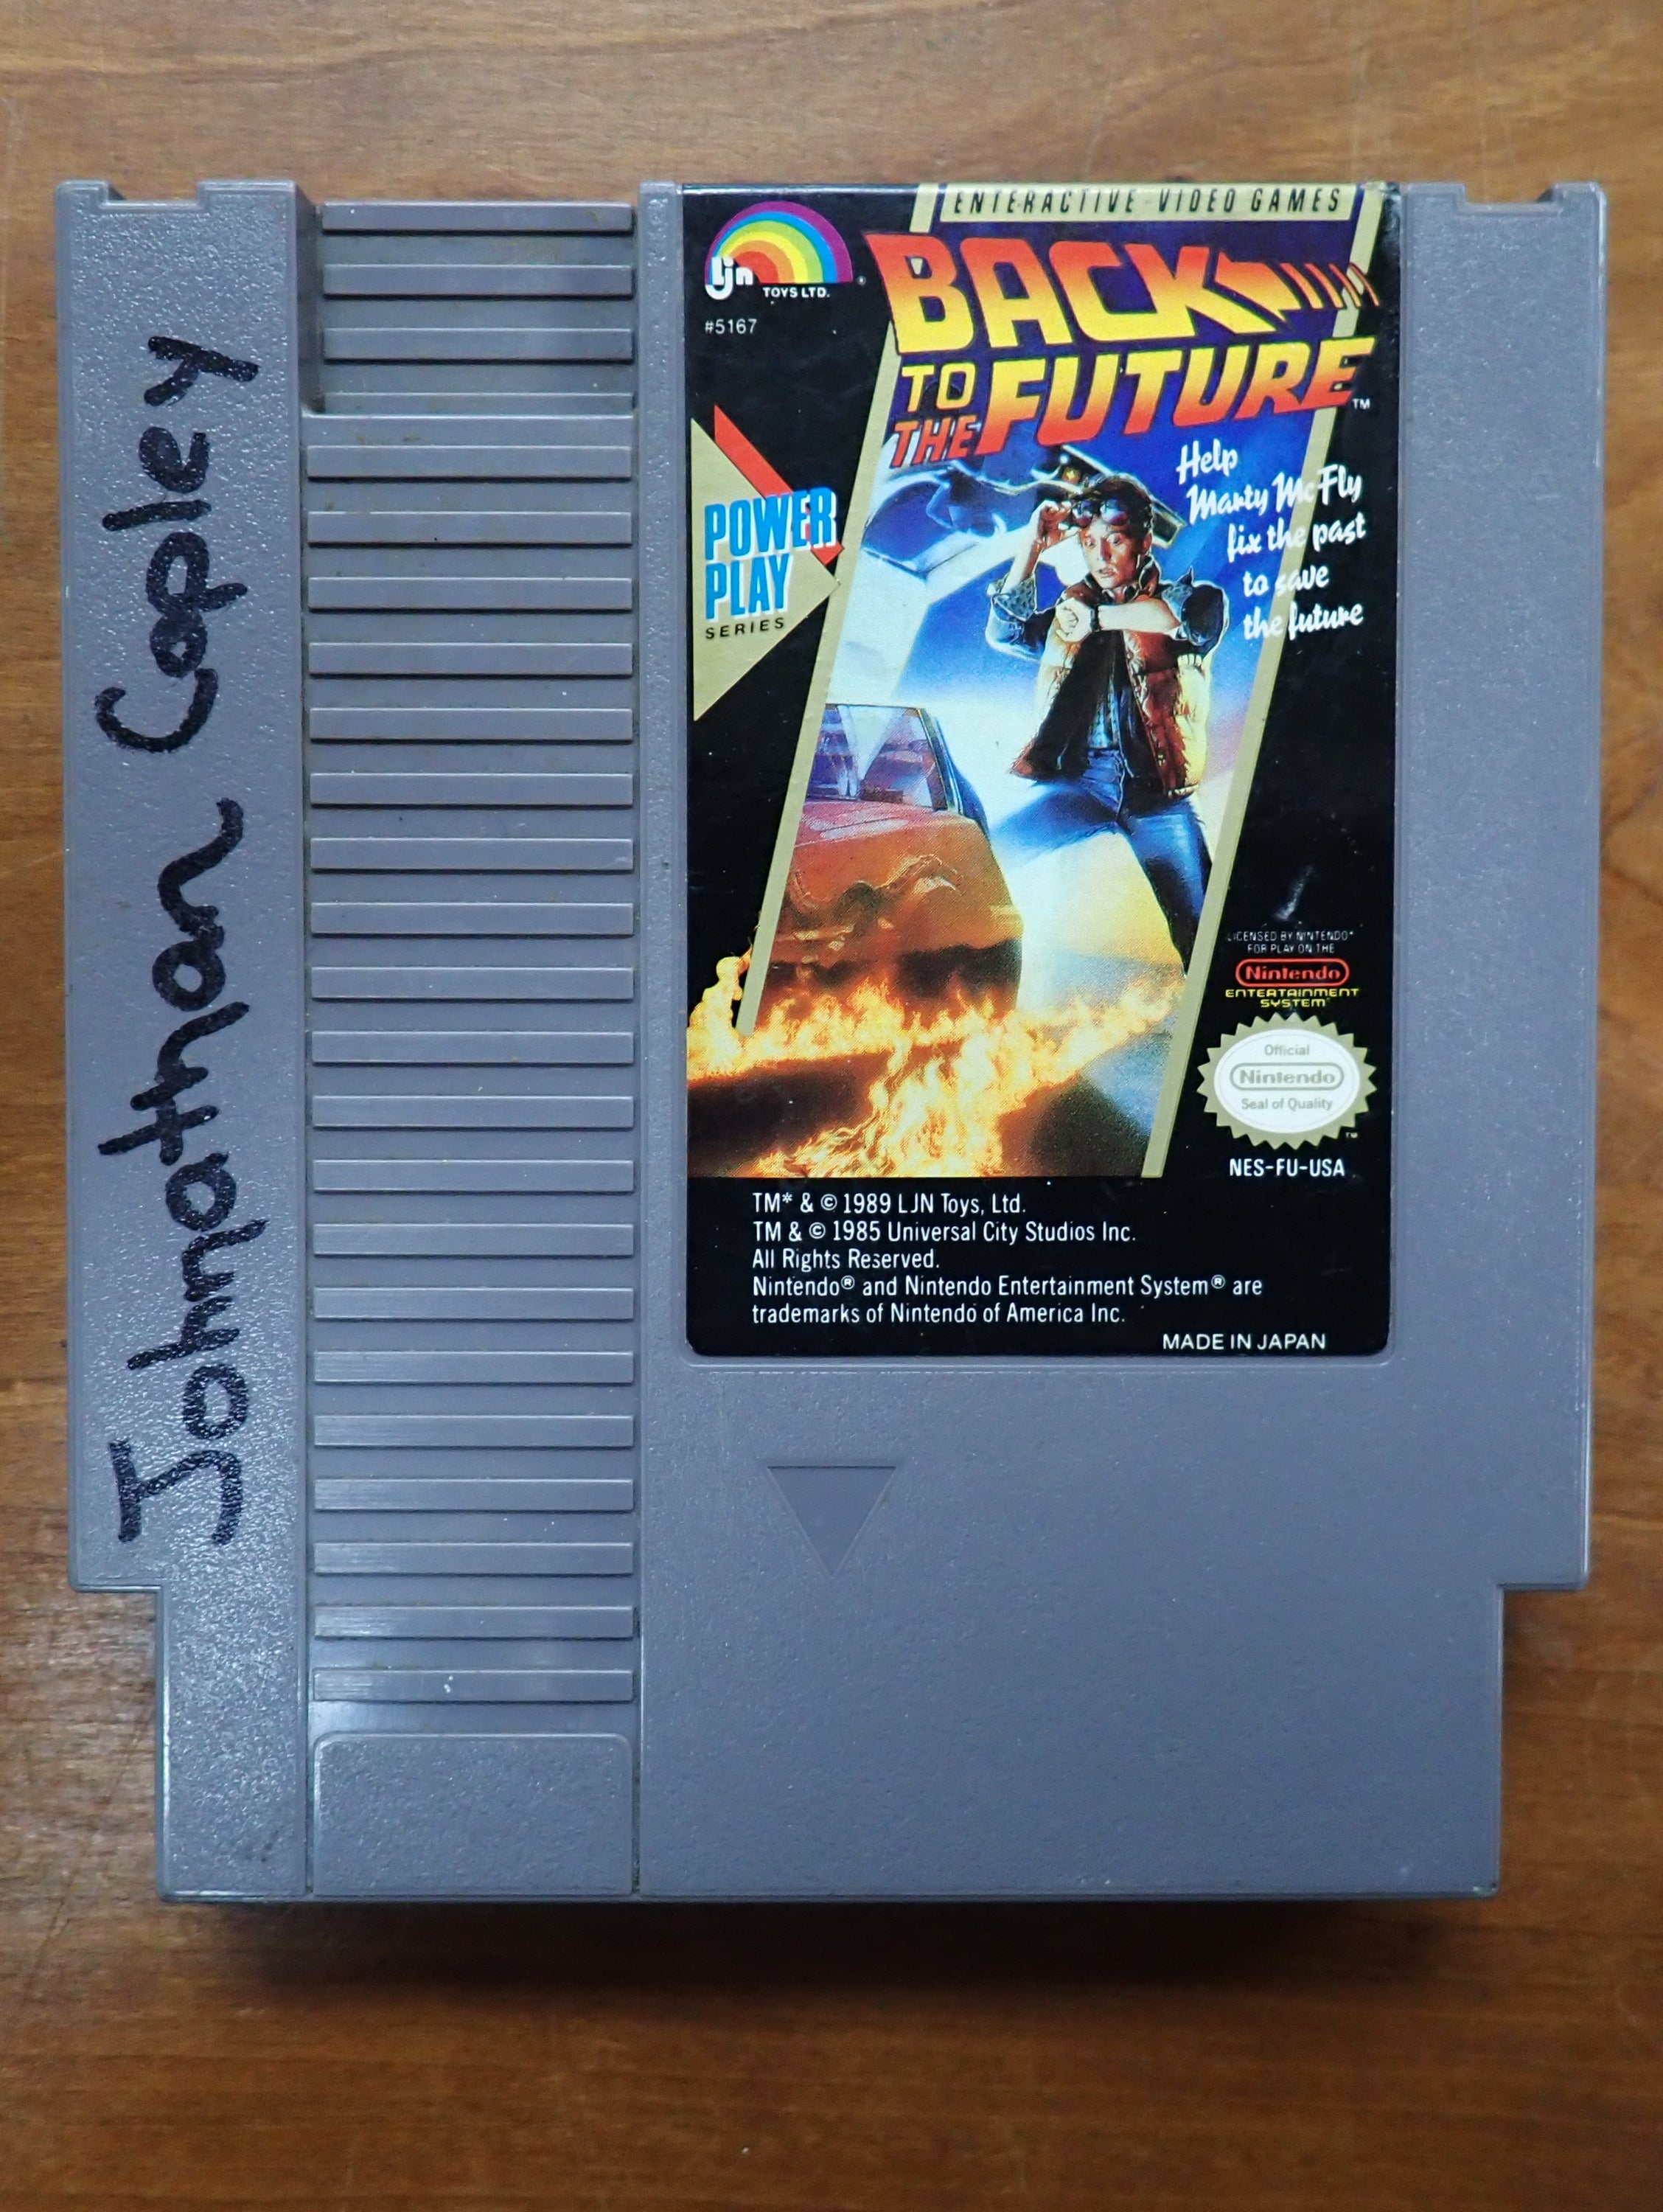 Johnathan Copley
ENTERACTIVE VIDEO GAMES
ljn
TOYS LTD.®
#5167
BACK
TO
THE FUTURE™
POWER
PLAY
SERIES
Help
Marty McFly
fix the past
to save
the future
LICENSED BY NINTENDO®
FOR PLAY ON THE
Nintendo
ENTERTAINMENT
SYSTEM®
Official
Nintendo
Seal of Quality
™
NES-FU-USA
TM* & © 1989 LJN Toys, Ltd.
TM & © 1985 Universal City Studios Inc.
All Rights Reserved.
Nintendo® and Nintendo Entertainment System® are
trademarks of Nintendo of America Inc.
MADE IN JAPAN